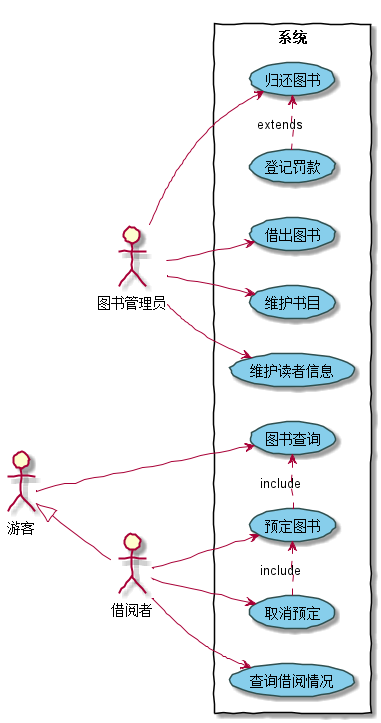 系统
归还图书
extends
登记罚款
借出图书
图书管理员
维护书目
维护读者信息
图书查询
游客
include
预定图书
借阅者
include
取消预定
查询借阅情况